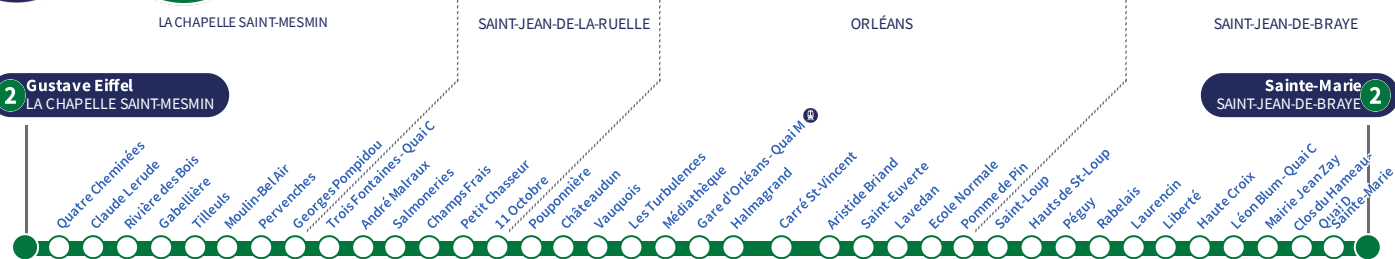 LA CHAPELLE SAINT-MESMIN
SAINT-JEAN-DE-LA-RUELLE
ORLÉANS
SAINT-JEAN-DE-BRAYE
2
Gustave Eiffel
LA CHAPELLE SAINT-MESMIN
Sainte-Marie
SAINT-JEAN-DE-BRAYE
2
Quatre Cheminées
Claude Lerude
Rivière des Bois
Gabellière
Tilleuls
Moulin-Bel Air
Pervenches
Georges Pompidou
Trois Fontaines - Quai C
André Malraux
Salmoneries
Champs Frais
Petit Chasseur
11 Octobre
Pouponnière
Châteaudun
Vauquois
Les Turbulences
Médiathèque
Gare d'Orléans - Quai M
Halmagrand
Carré St-Vincent
Aristide Briand
Saint-Euverte
Lavedan
Ecole Normale
Pomme de Pin
Saint-Loup
Hauts de St-Loup
Péguy
Rabelais
Laurencin
Liberté
Haute Croix
Léon Blum - Quai C
Mairie Jean Zay
Clos du Hameau -
Quai D
Sainte-Marie